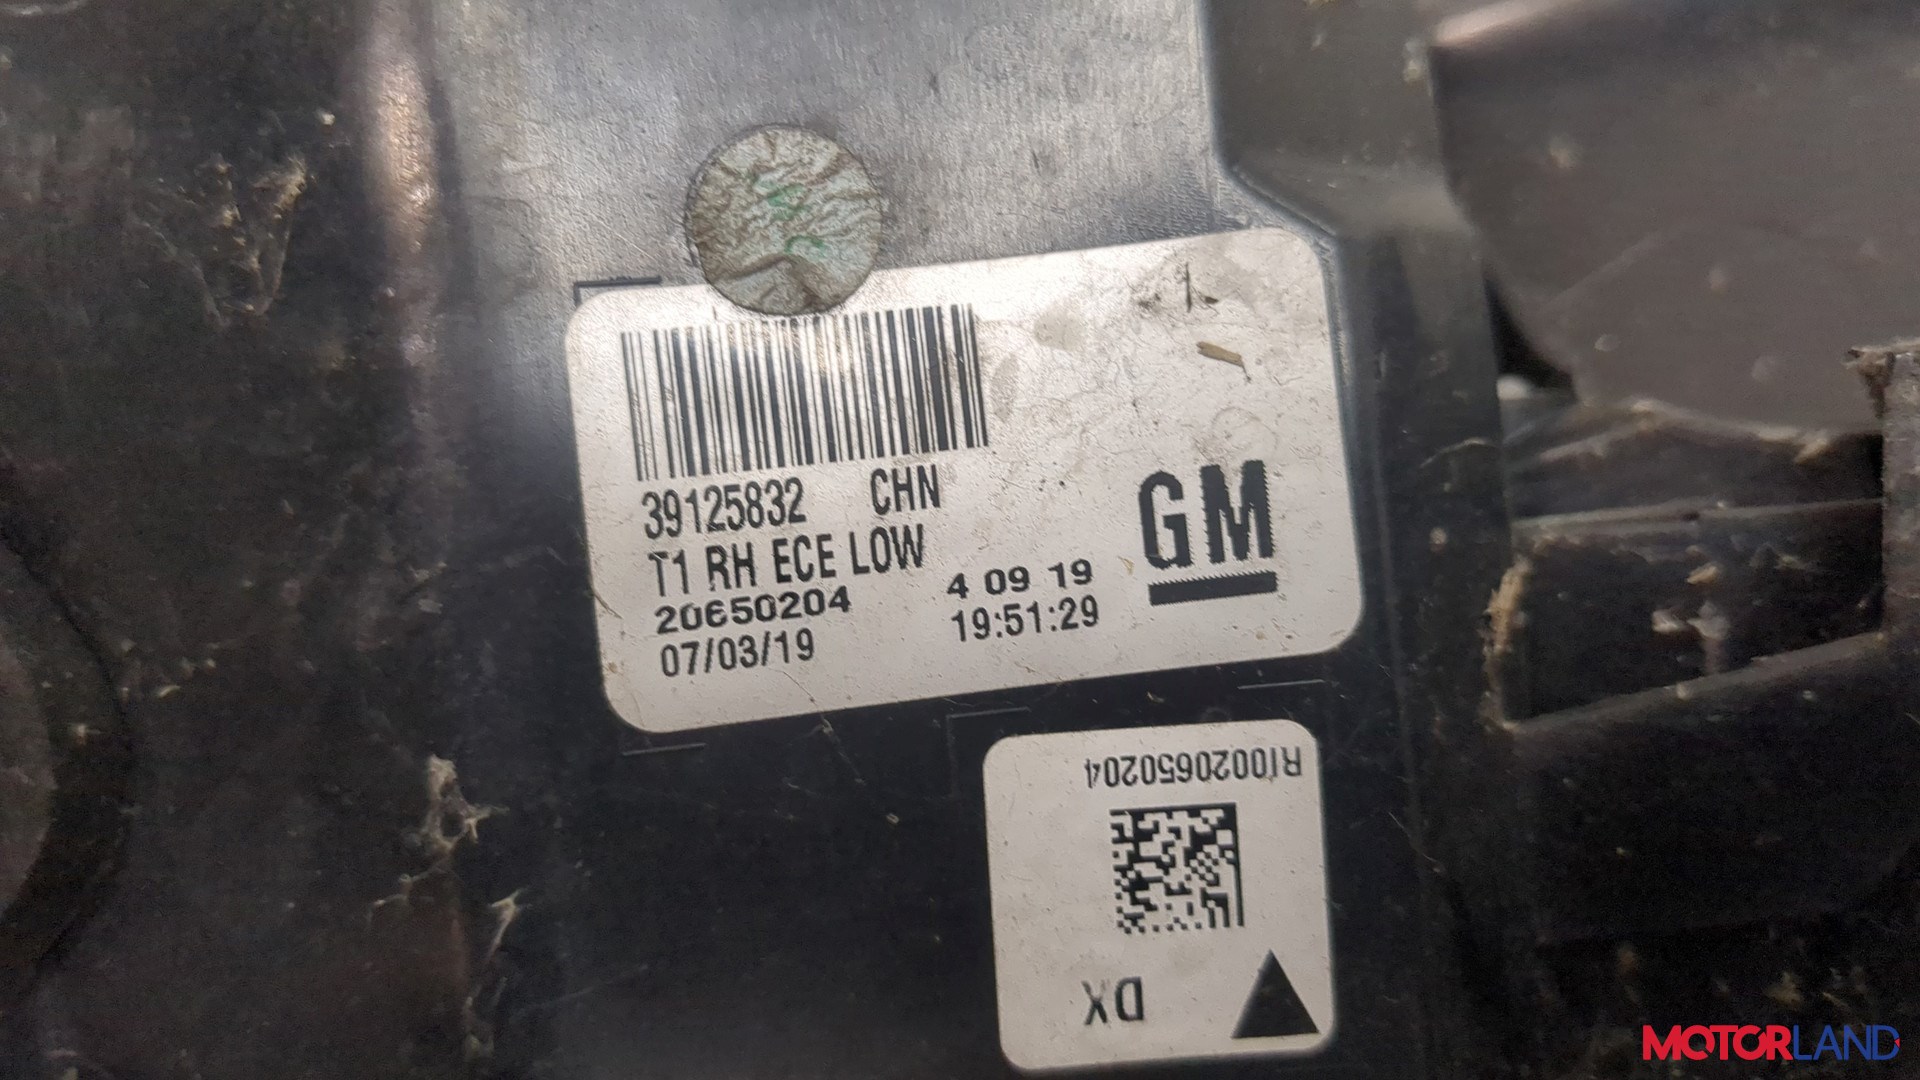 39125832 CHN
T1 RH ECE LOW
20650204 4 09 19
07/03/19 19:51:29
GM
R/0020650204
DX
MOTORLAND